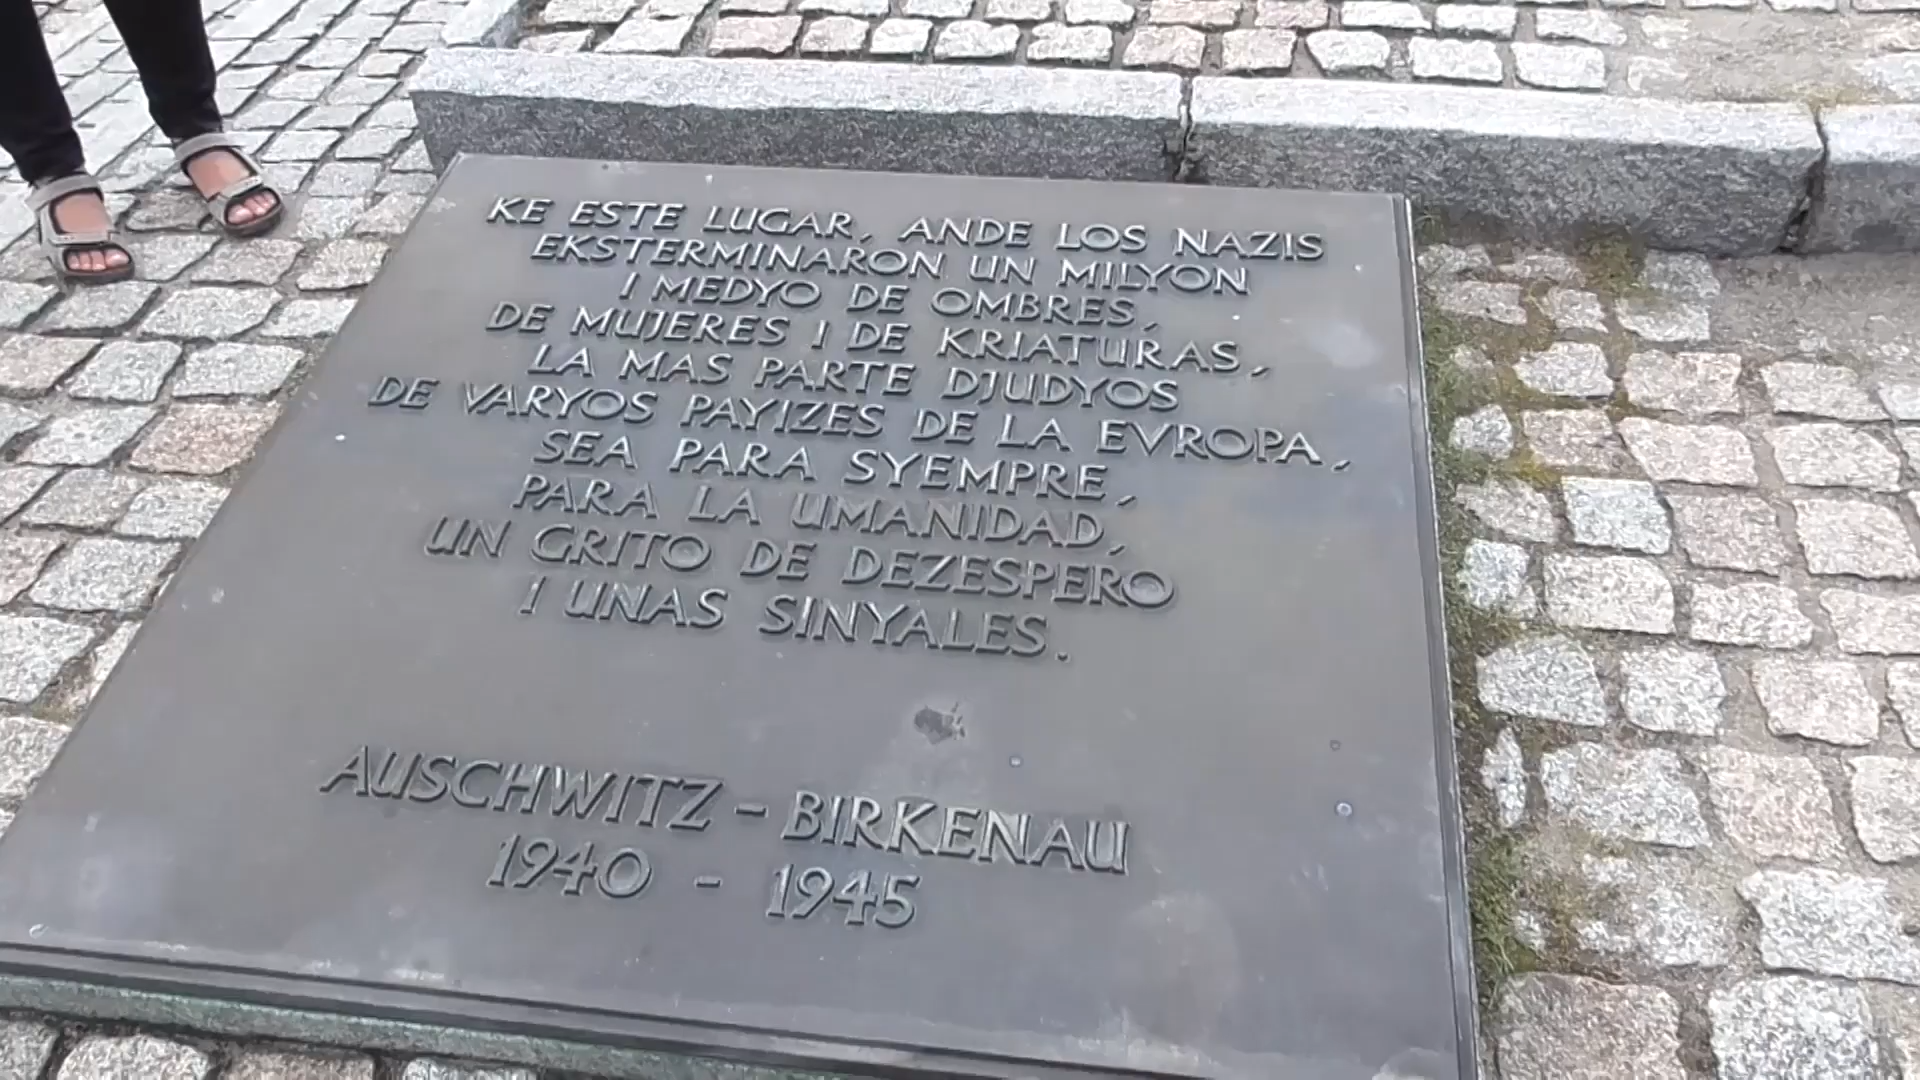 KE ESTE LUGAR, ANDE LOS NAZIS
EKSTERMINARON UN MILYON
I MEDYO DE OMBRES,
DE MUJERES I DE KRIATURAS,
LA MAS PARTE DJUDYOS
DE VARYOS PAYIZES DE LA EVROPA,
SEA PARA SYEMPRE,
PARA LA UMANIDAD,
UN GRITO DE DEZESPERO
I UNAS SINYALES.
AUSCHWITZ - BIRKENAU
1940 - 1945